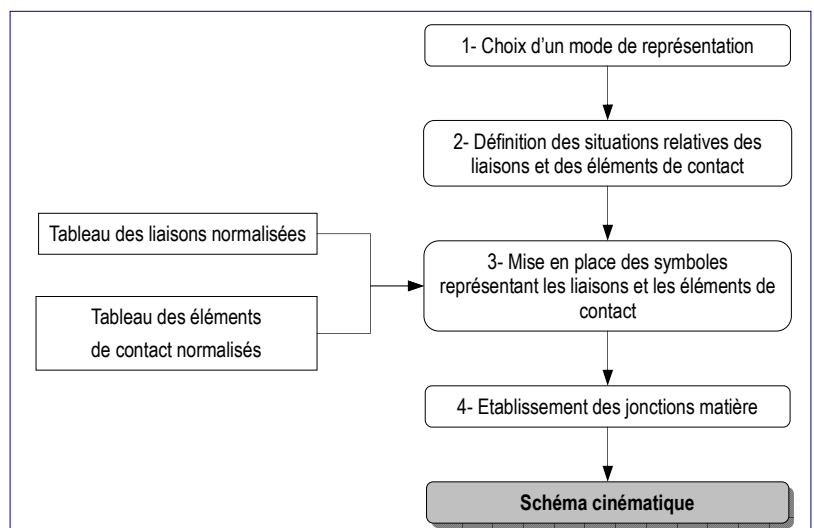 1- Choix d'un mode de représentation
2- Définition des situations relatives des
liaisons et des éléments de contact
Tableau des liaisons normalisées
3- Mise en place des symboles
représentant les liaisons et les éléments de
contact
Tableau des éléments
de contact normalisés
4- Etablissement des jonctions matière
Schéma cinématique